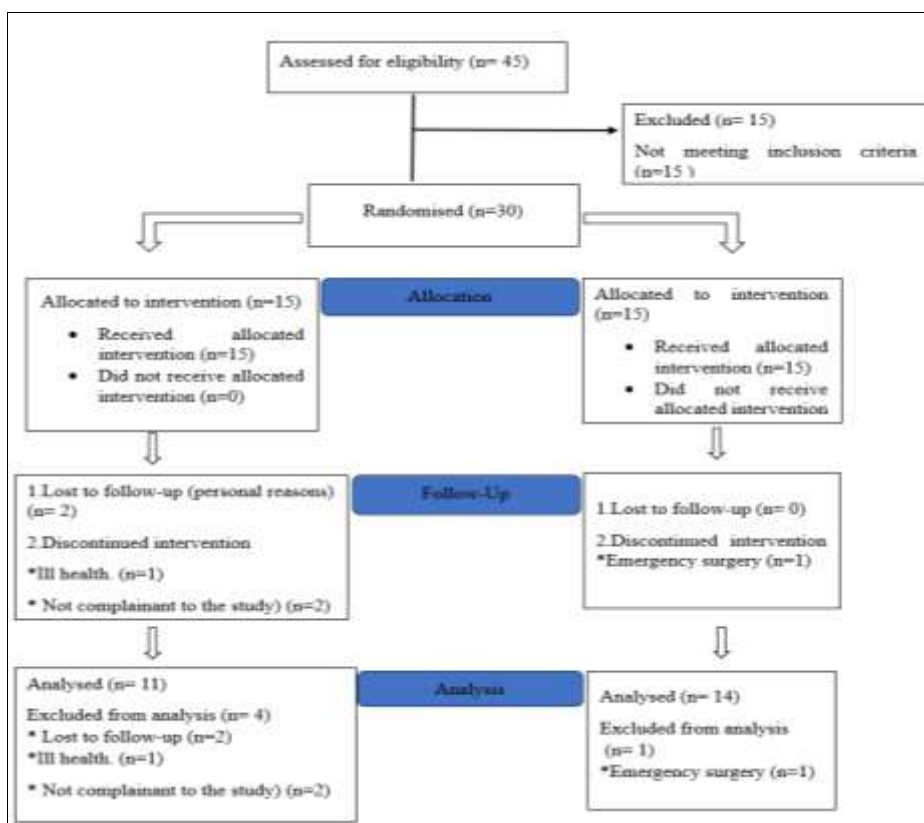 Assessed for eligibility (n= 45)
Excluded (n= 15)
Not meeting inclusion criteria
(n=15 )
Randomised (n=30)
Allocated to intervention (n=15)
• Received allocated
intervention (n=15)
• Did not receive allocated
intervention (n=0)
Allocation
Allocated to intervention
(n=15)
• Received allocated
intervention (n=15)
• Did not receive
allocated intervention
1.Lost to follow-up (personal reasons)
(n= 2)
2.Discontinued intervention
*Ill health. (n=1)
* Not complainant to the study) (n=2)
Follow-Up
1.Lost to follow-up (n= 0)
2.Discontinued intervention
*Emergency surgery (n=1)
Analysed (n= 11)
Excluded from analysis (n= 4)
* Lost to follow-up (n=2)
*Ill health. (n=1)
* Not complainant to the study) (n=2)
Analysis
Analysed (n= 14)
Excluded from analysis
(n= 1)
*Emergency surgery (n=1)